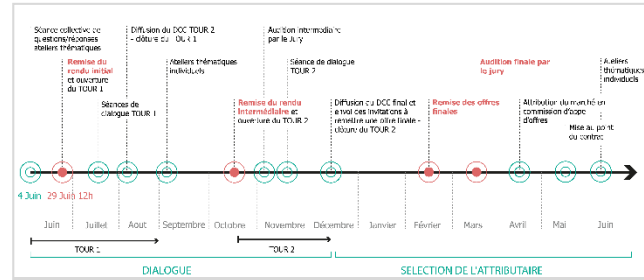 Séance collective de
questions/réponses
ateliers thématiques
Remise du
rendu initial
et ouverture
du TOUR 1
Séances de
dialogue TOUR 1
Diffusion du DCC TOUR 2
- clôture du TOUR 1
Ateliers thématiques
individuels
Remise du rendu
intermédiaire et
ouverture du TOUR 2
Audition intermédiaire
par le Jury
Séance de dialogue
TOUR 2
Diffusion du DCC final et
envoi des invitations à
remettre une offre finale -
clôture du TOUR 2
Remise des offres
finales
Audition finale par
le jury
Attribution du marché en
commission d'appel
d'offres
Mise au point
du contrat
Ateliers
thématiques
individuels
4 Juin 29 Juin 12h
Juin Juillet Aout Septembre Octobre Novembre Décembre Janvier Février Mars Avril Mai Juin
TOUR 1 TOUR 2
DIALOGUE SELECTION DE L'ATTRIBUTAIRE